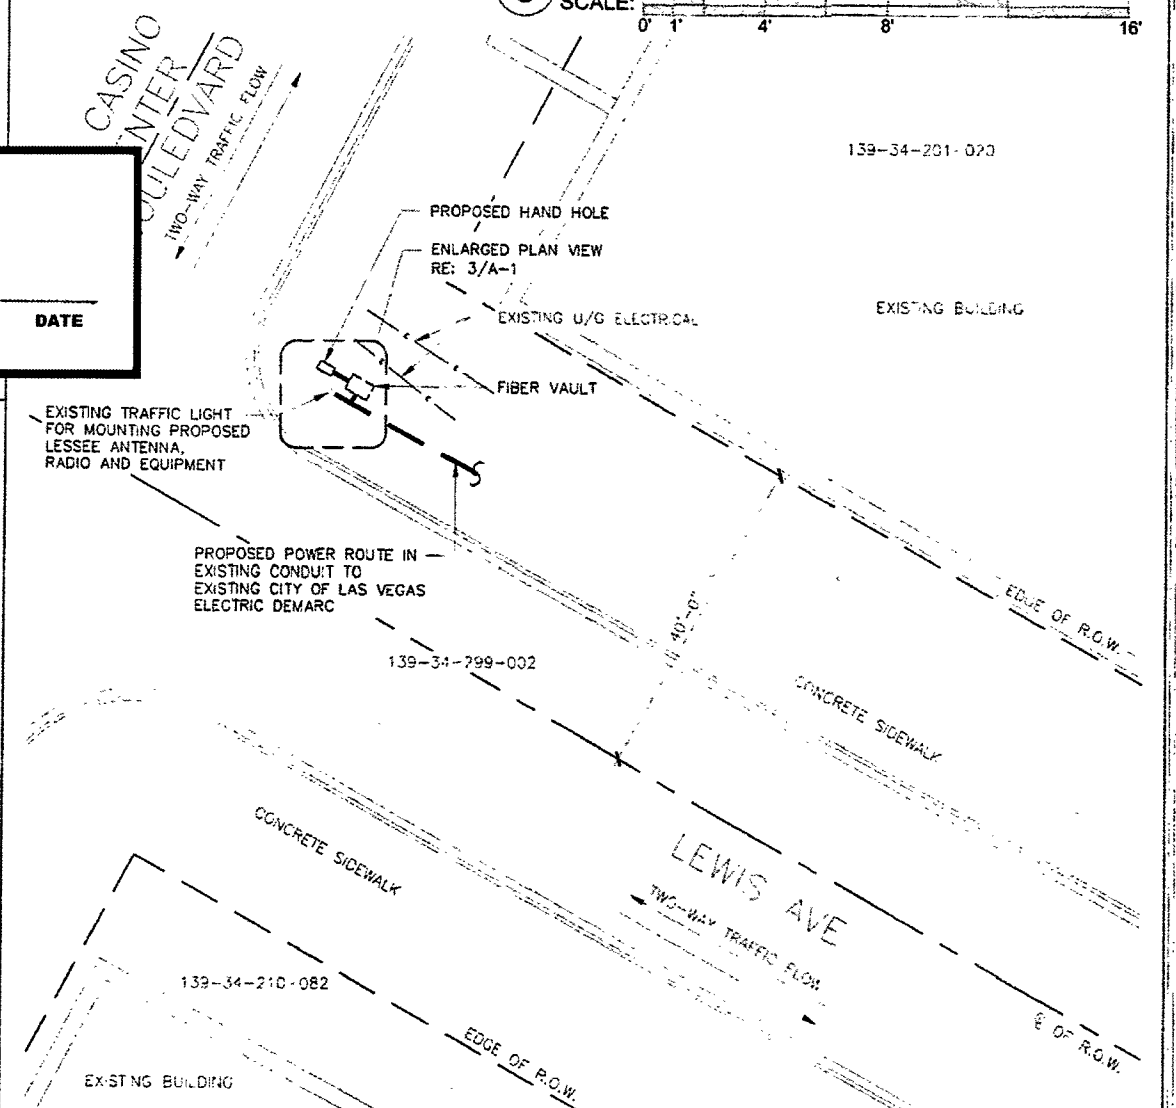 SCALE:
0' 1' 4' 8' 16'
CASINO
ENTER
OULEDVARD
TWO-WAY TRAFFIC FLOW
139-34-201-020
PROPOSED HAND HOLE
ENLARGED PLAN VIEW
RE: 3/A-1
DATE
EXISTING U/G ELECTRICAL
EXISTING BUILDING
FIBER VAULT
EXISTING TRAFFIC LIGHT
FOR MOUNTING PROPOSED
LESSEE ANTENNA,
RADIO AND EQUIPMENT
PROPOSED POWER ROUTE IN
EXISTING CONDUIT TO
EXISTING CITY OF LAS VEGAS
ELECTRIC DEMARC
EDGE OF R.O.W.
40'-0"
139-34-299-002
CONCRETE SIDEWALK
CONCRETE SIDEWALK
LEWIS AVE
TWO-WAY TRAFFIC FLOW
139-34-210-082
℄ OF R.O.W.
EDGE OF R.O.W.
EXISTNG BUILDING